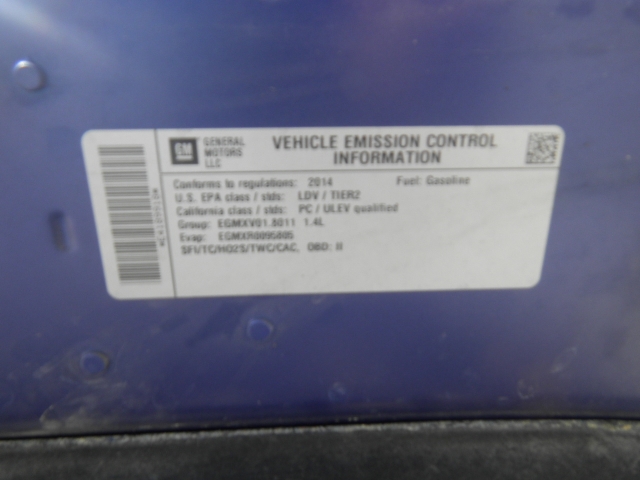 GM
GENERAL MOTORS LLC
VEHICLE EMISSION CONTROL INFORMATION
Conforms to regulations: 2014 Fuel: Gasoline
U.S. EPA class / stds: LDV / TIER2
California class / stds: PC / ULEV qualified
Group: EGMXV01.8011 1.4L
Evap:
SFI/TC/HO2S/TWC/CAC, OBD: II